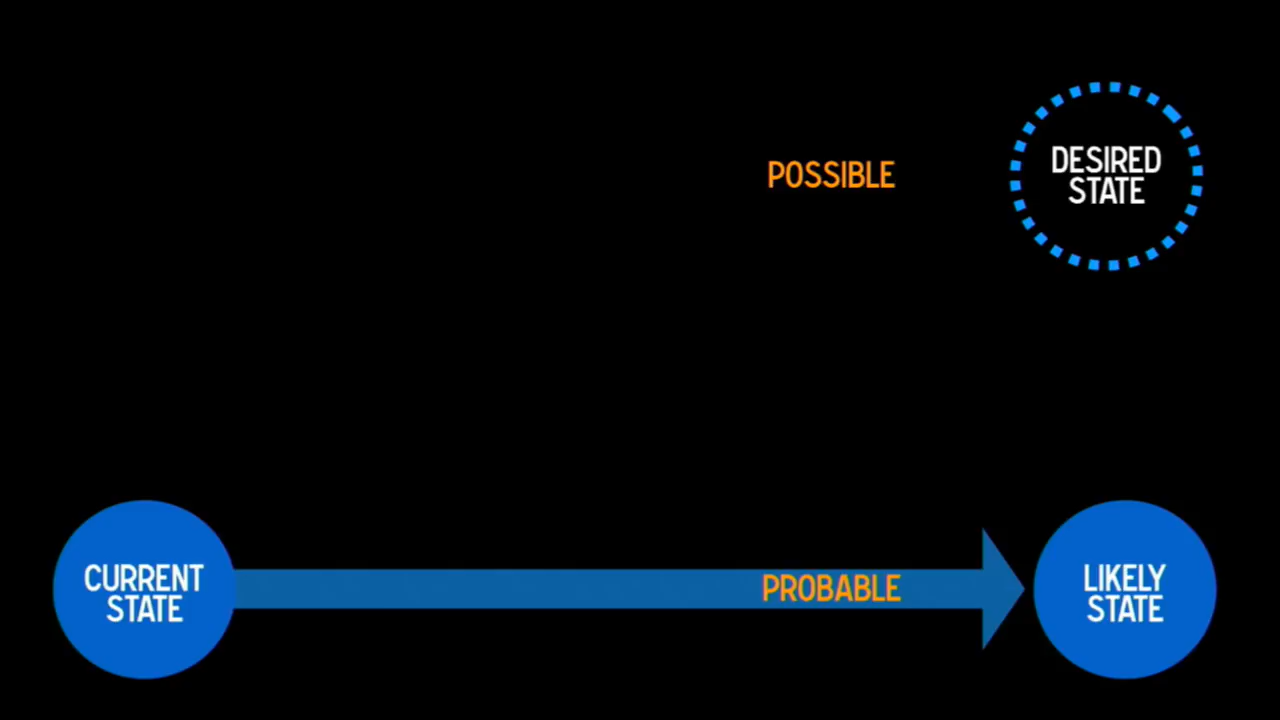 POSSIBLE
DESIRED
STATE
CURRENT
STATE
PROBABLE
LIKELY
STATE